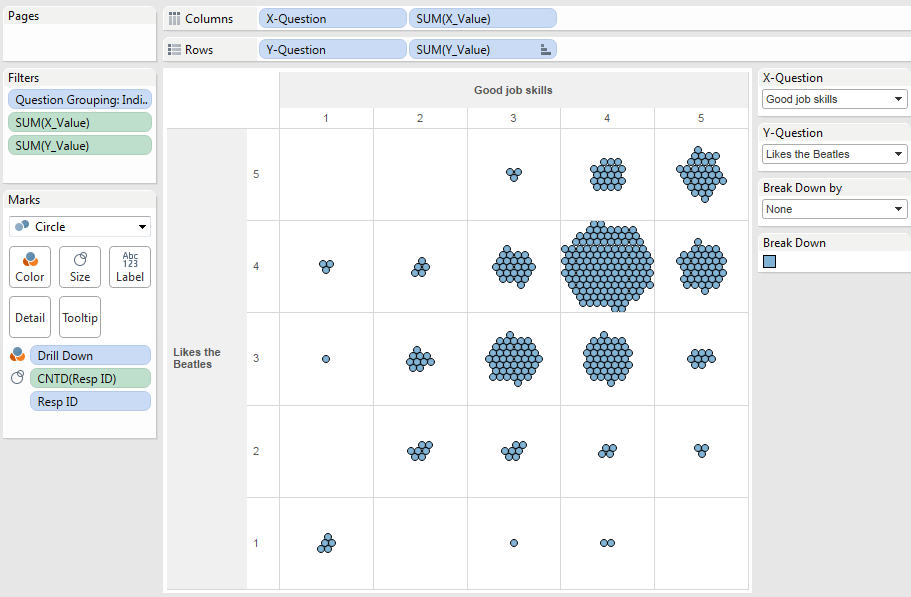 Pages
Columns
X-Question
SUM(X_Value)
Rows
Y-Question
SUM(Y_Value)
Filters
Question Grouping: Indi..
SUM(X_Value)
SUM(Y_Value)
Marks
Circle
Color
Size
Abc
123
Label
Detail
Tooltip
Drill Down
CNTD(Resp ID)
Resp ID
Good job skills
1 2 3 4 5
Likes the
Beatles
5
4
3
2
1
X-Question
Good job skills
Y-Question
Likes the Beatles
Break Down by
None
Break Down